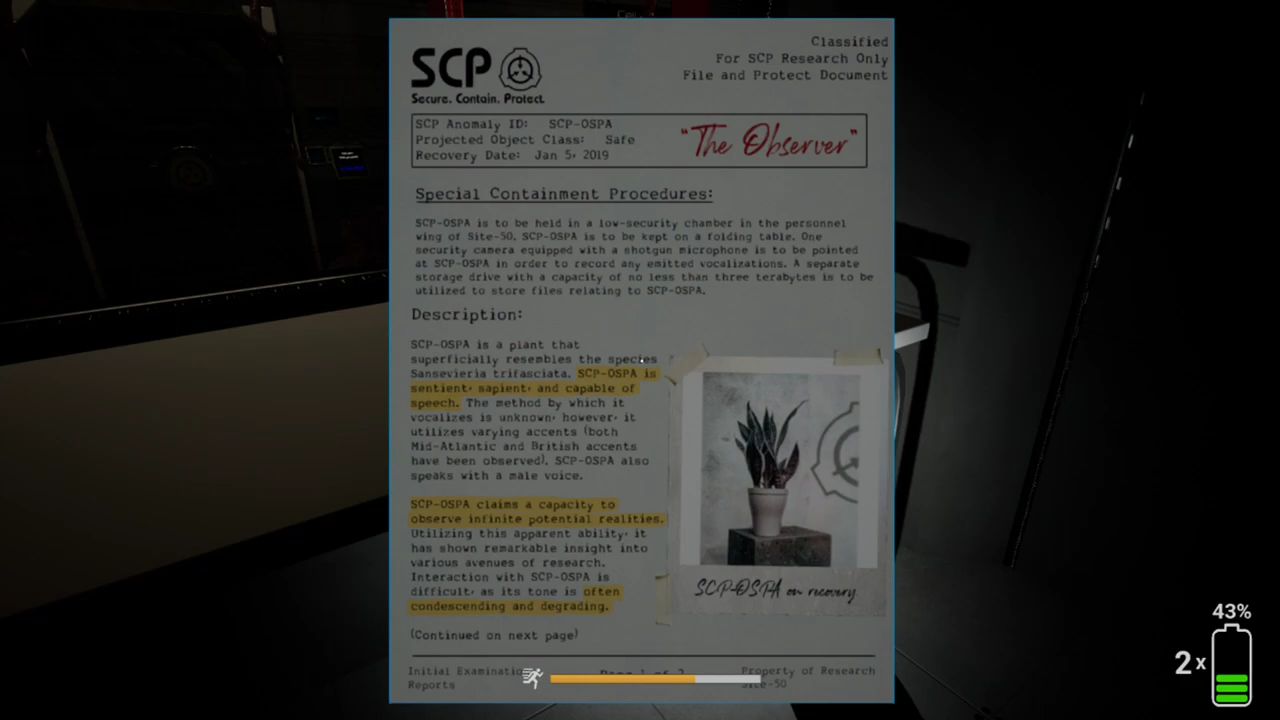 Classified
For SCP Research Only
File and Protect Document
SCP
Secure. Contain. Protect.
SCP Anomaly ID: SCP-OSPA
Projected Object Class: Safe
Recovery Date: Jan 5, 2019
"The Observer"
Special Containment Procedures:
SCP-OSPA is to be held in a low-security chamber in the personnel
wing of Site-50. SCP-OSPA is to be kept on a folding table. One
security camera equipped with a shotgun microphone is to be pointed
at SCP-OSPA in order to record any emitted vocalizations. A separate
storage drive with a capacity of no less than three terabytes is to be
utilized to store files relating to SCP-OSPA.
Description:
SCP-OSPA is a plant that
superficially resembles the species
Sansevieria trifasciata. SCP-OSPA is
sentient, sapient, and capable of
speech. The method by which it
vocalizes is unknown, however, it
utilizes varying accents (both
Mid-Atlantic and British accents
have been observed). SCP-OSPA also
speaks with a male voice.
SCP-OSPA claims a capacity to
observe infinite potential realities.
Utilizing this apparent ability, it
has shown remarkable insight into
various avenues of research.
Interaction with SCP-OSPA is
difficult, as its tone is often
condescending and degrading.
SCP-OSPA on recovery.
(Continued on next page)
Initial Examination
Reports
Page 1 of 2
Property of Research
Site-50
43%
2x